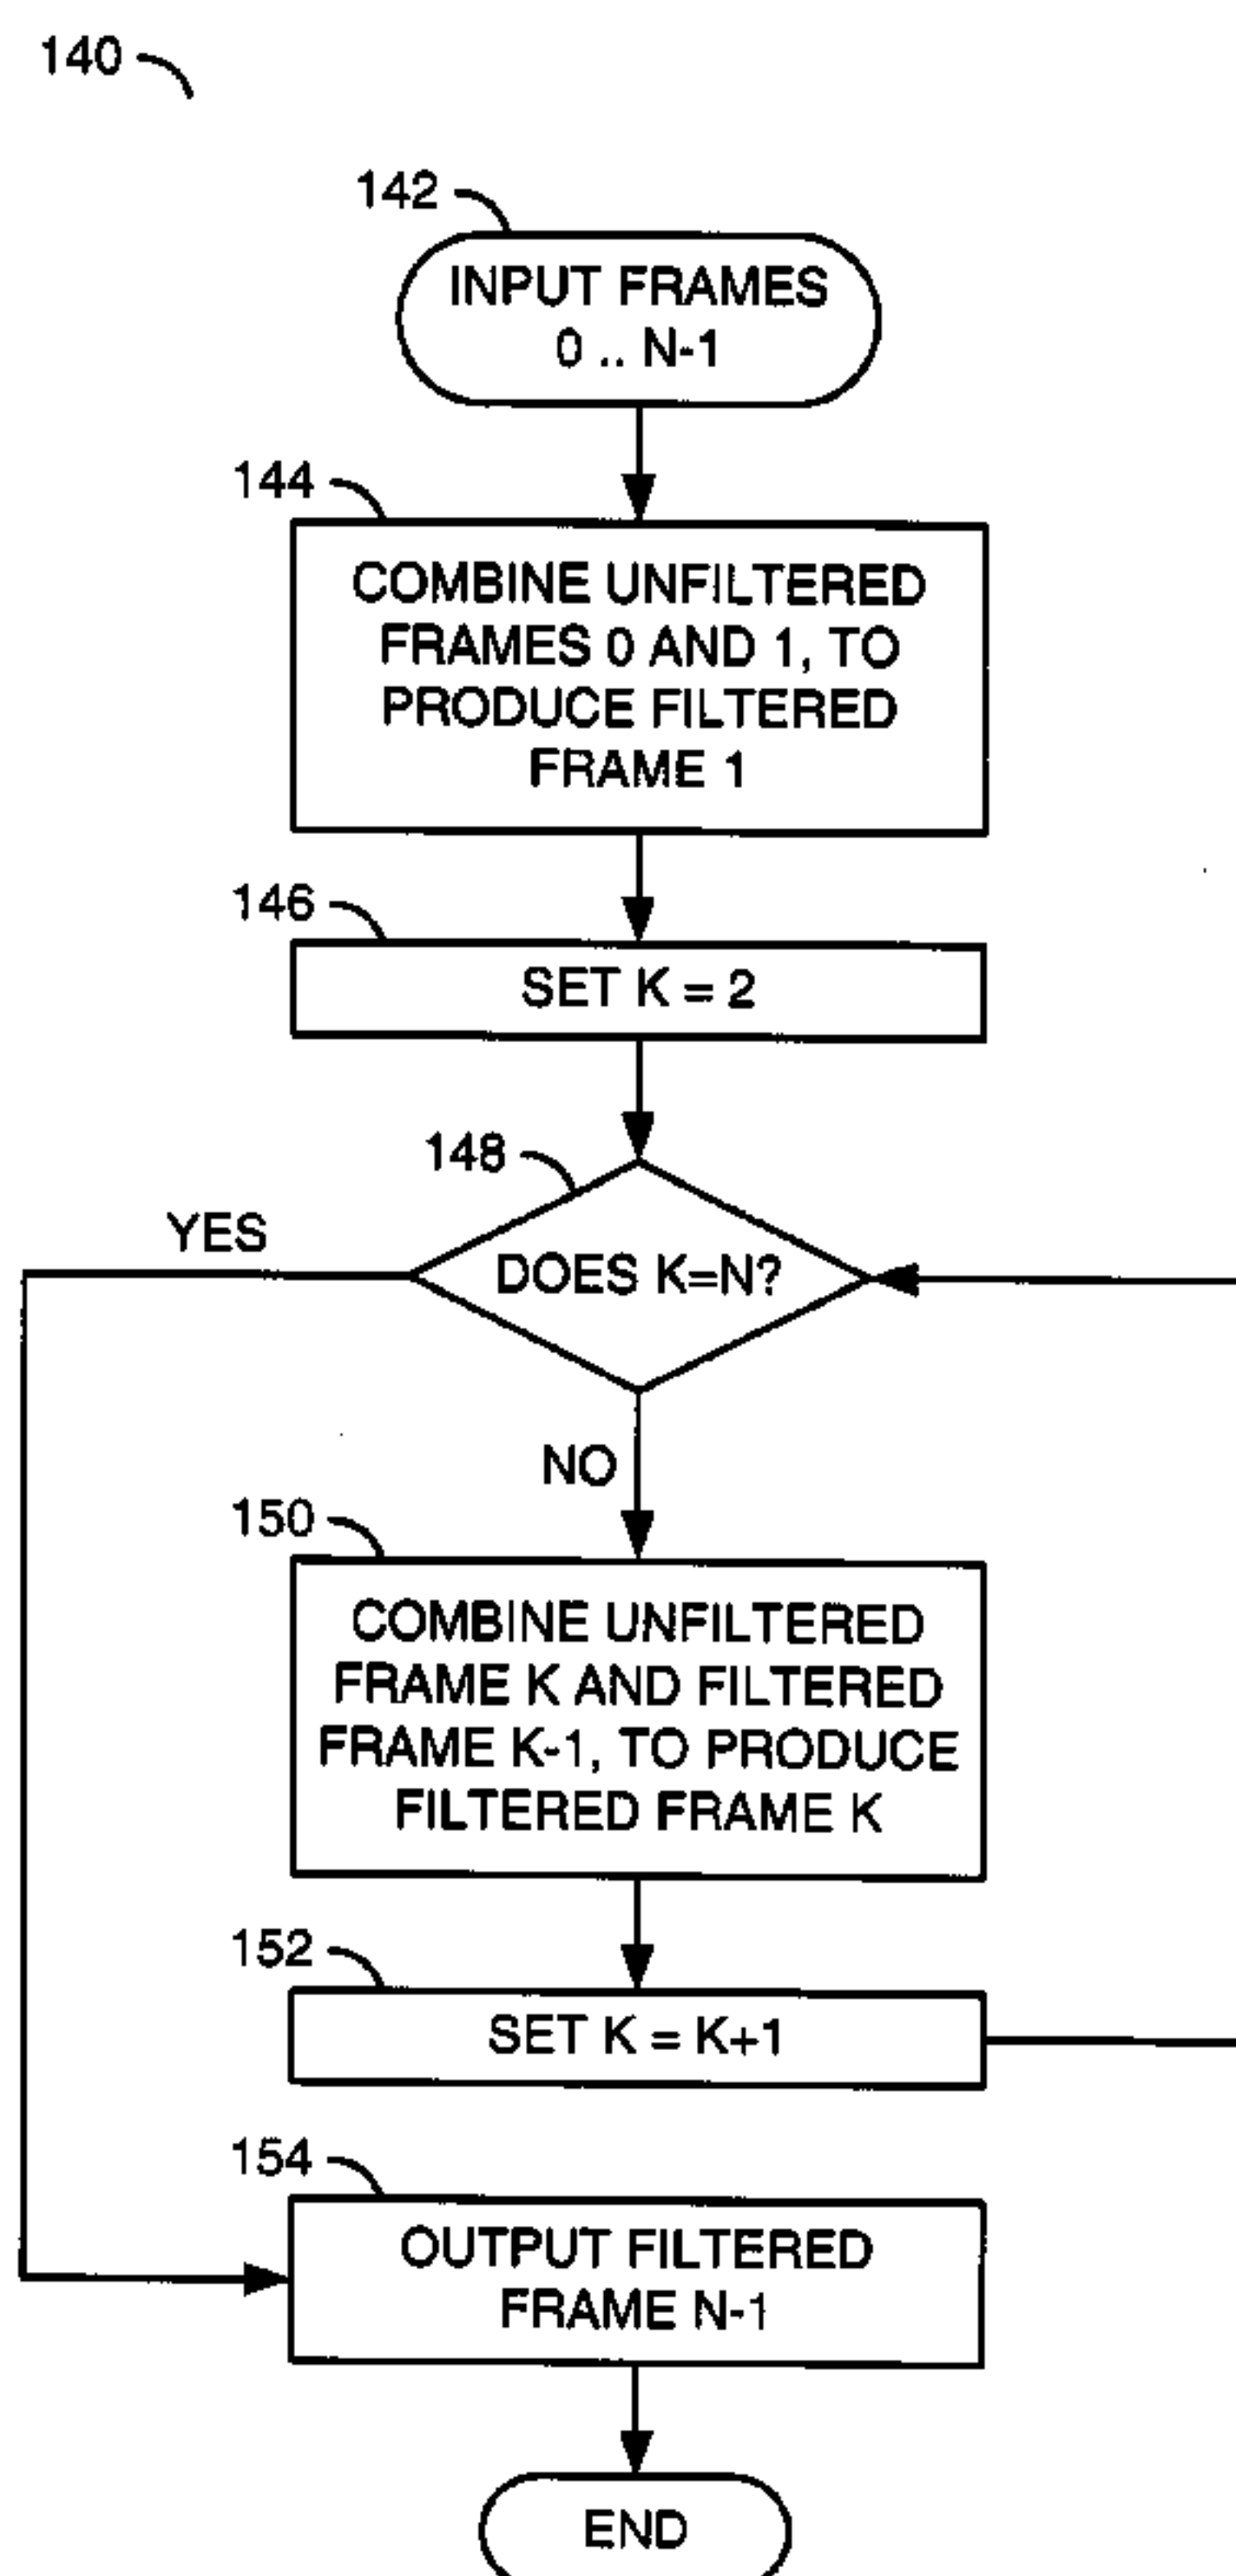 140
142
INPUT FRAMES
0 .. N-1
144
COMBINE UNFILTERED
FRAMES 0 AND 1, TO
PRODUCE FILTERED
FRAME 1
146
SET K = 2
148
YES
DOES K=N?
NO
150
COMBINE UNFILTERED
FRAME K AND FILTERED
FRAME K-1, TO PRODUCE
FILTERED FRAME K
152
SET K = K+1
154
OUTPUT FILTERED
FRAME N-1
END